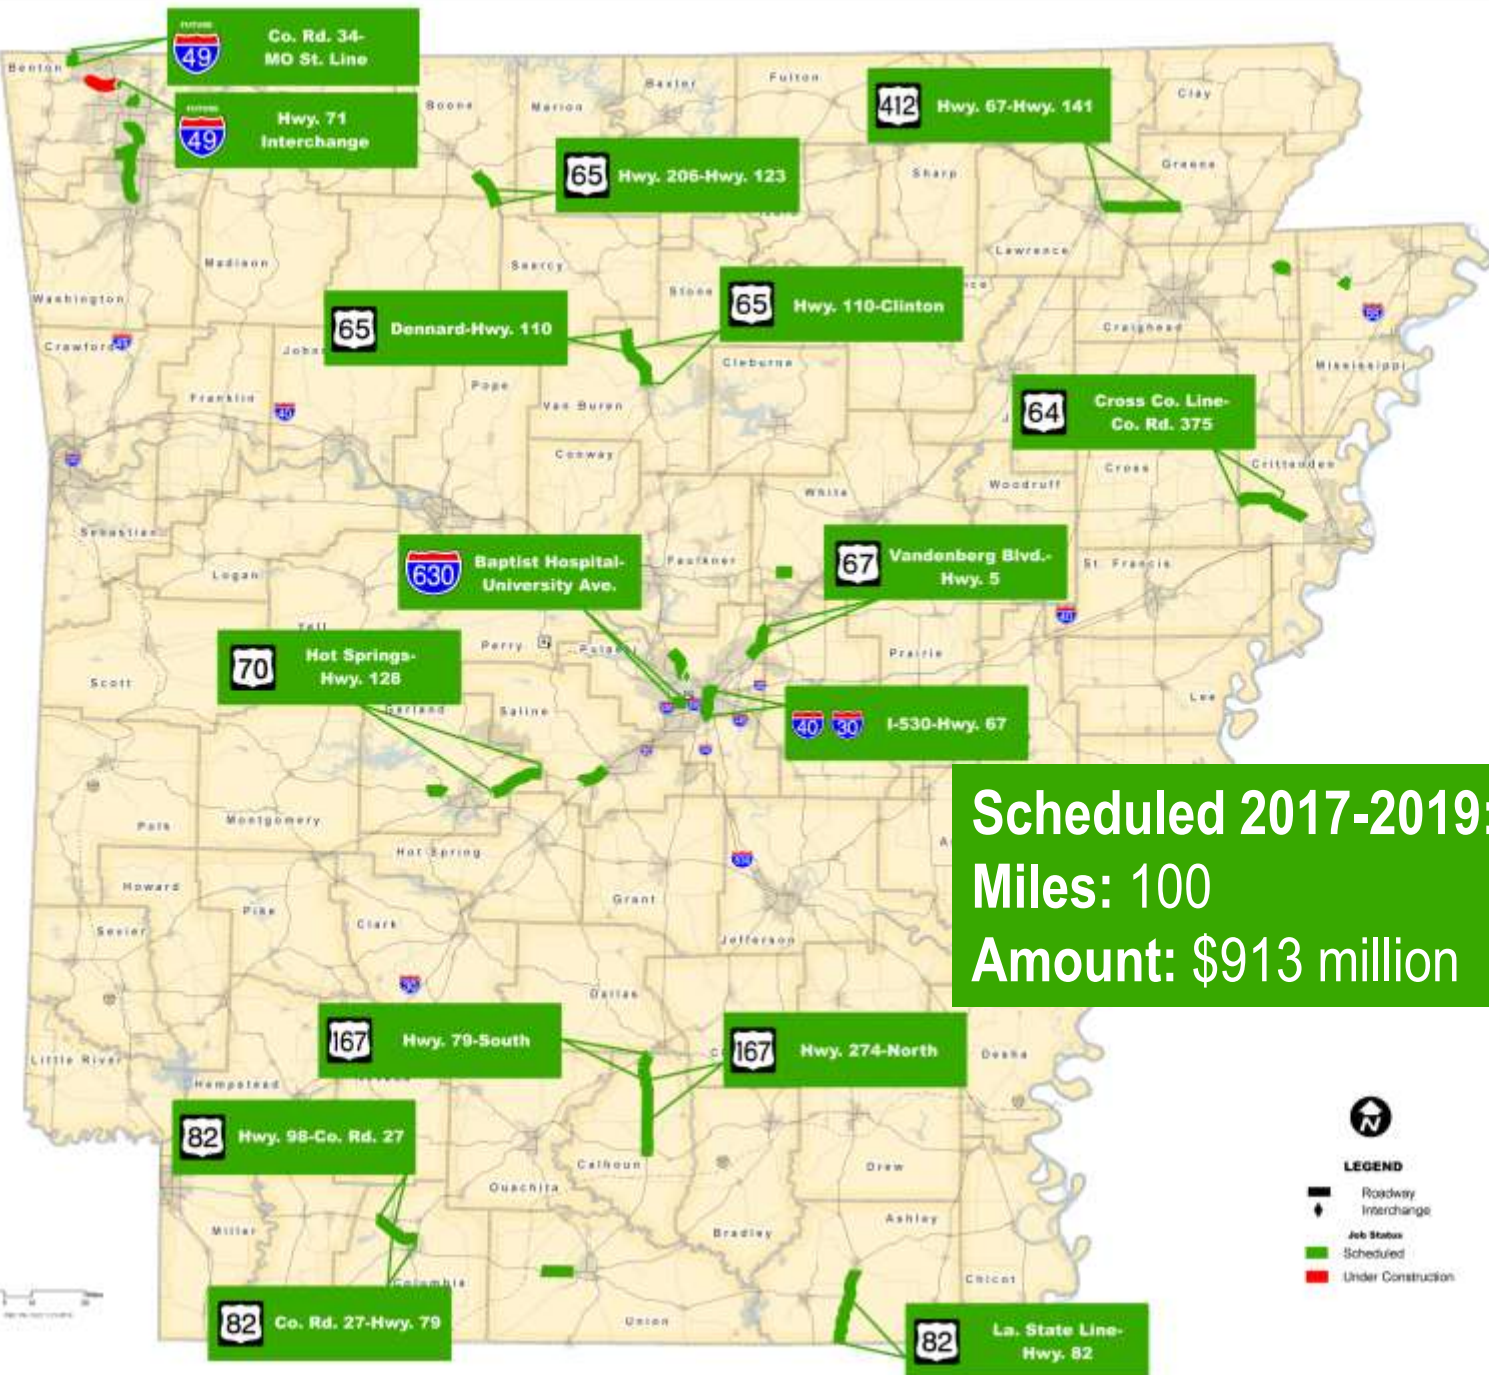 FUTURE
49
Co. Rd. 34-
MO St. Line
FUTURE
49
Hwy. 71
Interchange
65
Hwy. 206-Hwy. 123
412
Hwy. 67-Hwy. 141
65
Dennard-Hwy. 110
65
Hwy. 110-Clinton
64
Cross Co. Line-
Co. Rd. 375
630
Baptist Hospital-
University Ave.
67
Vandenberg Blvd.-
Hwy. 5
70
Hot Springs-
Hwy. 128
40
30
I-530-Hwy. 67
Scheduled 2017-2019:
Miles: 100
Amount: $913 million
167
Hwy. 79-South
167
Hwy. 274-North
82
Hwy. 98-Co. Rd. 27
82
Co. Rd. 27-Hwy. 79
82
La. State Line-
Hwy. 82
Benton
Boone
Marion
Baxter
Fulton
Clay
Sharp
Greene
Lawrence
Madison
Searcy
Stone
Washington
Craighead
Crawford
Mississippi
Cleburne
Franklin
Pope
Van Buren
Conway
White
Woodruff
Cross
Crittenden
Sebastian
Logan
Faulkner
St. Francis
Yell
Perry
Pulaski
Prairie
Scott
Garland
Saline
Lee
Polk
Montgomery
Hot Spring
Howard
Pike
Clark
Grant
Jefferson
Sevier
Dallas
Little River
Hempstead
Desha
Calhoun
Ouachita
Drew
Miller
Bradley
Ashley
Columbia
Union
Chicot
N
LEGEND
Roadway
Interchange
Job Status
Scheduled
Under Construction